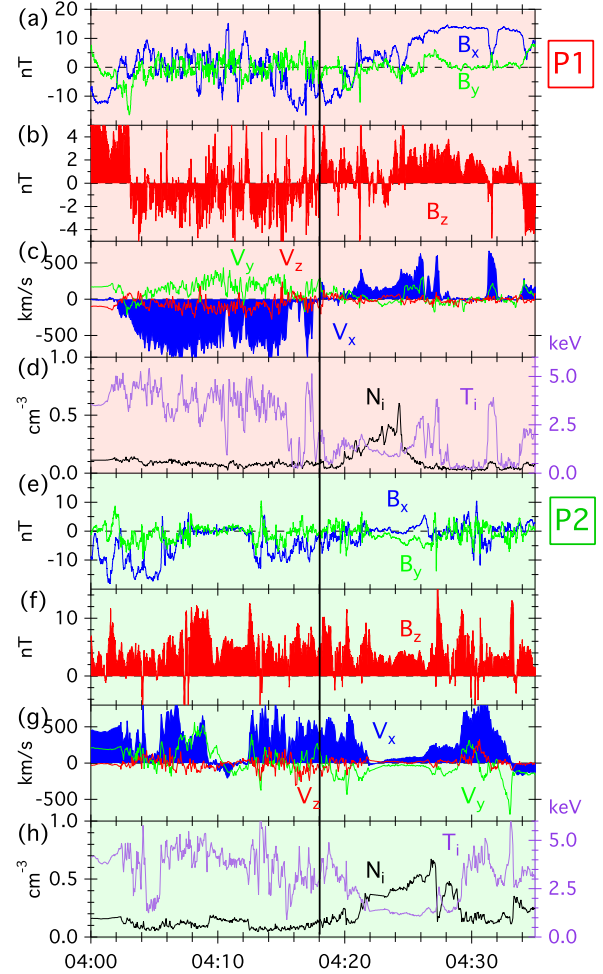 (a)
20
10
0
-10
nT
Bx
By
P1
(b)
4
2
0
-2
-4
nT
Bz
(c)
500
0
-500
km/s
Vy
Vz
Vx
(d)
1.0
0.5
0.0
cm-3
Ni
Ti
keV
5.0
2.5
0.0
(e)
10
0
-10
nT
Bx
By
P2
(f)
10
0
nT
Bz
(g)
500
0
-500
km/s
Vx
Vz
Vy
(h)
1.0
0.5
0.0
cm-3
Ni
Ti
keV
5.0
2.5
0.0
04:00
04:10
04:20
04:30